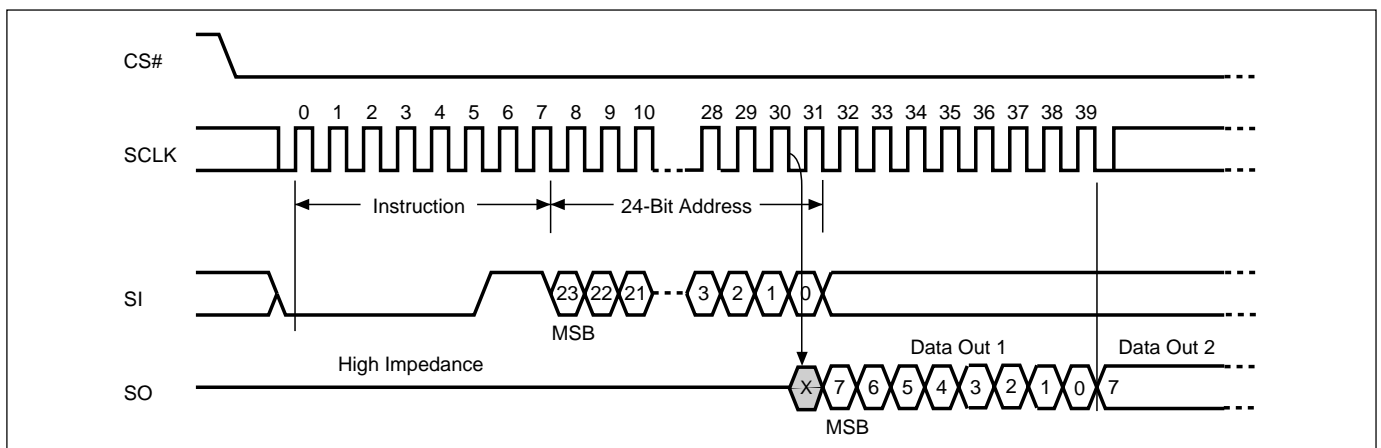 CS#
0 1 2 3 4 5 6 7 8 9 10 28 29 30 31 32 33 34 35 36 37 38 39
SCLK
Instruction 24-Bit Address
SI 23 22 21 3 2 1 0
MSB
Data Out 1 Data Out 2
High Impedance
SO X 7 6 5 4 3 2 1 0 7
MSB